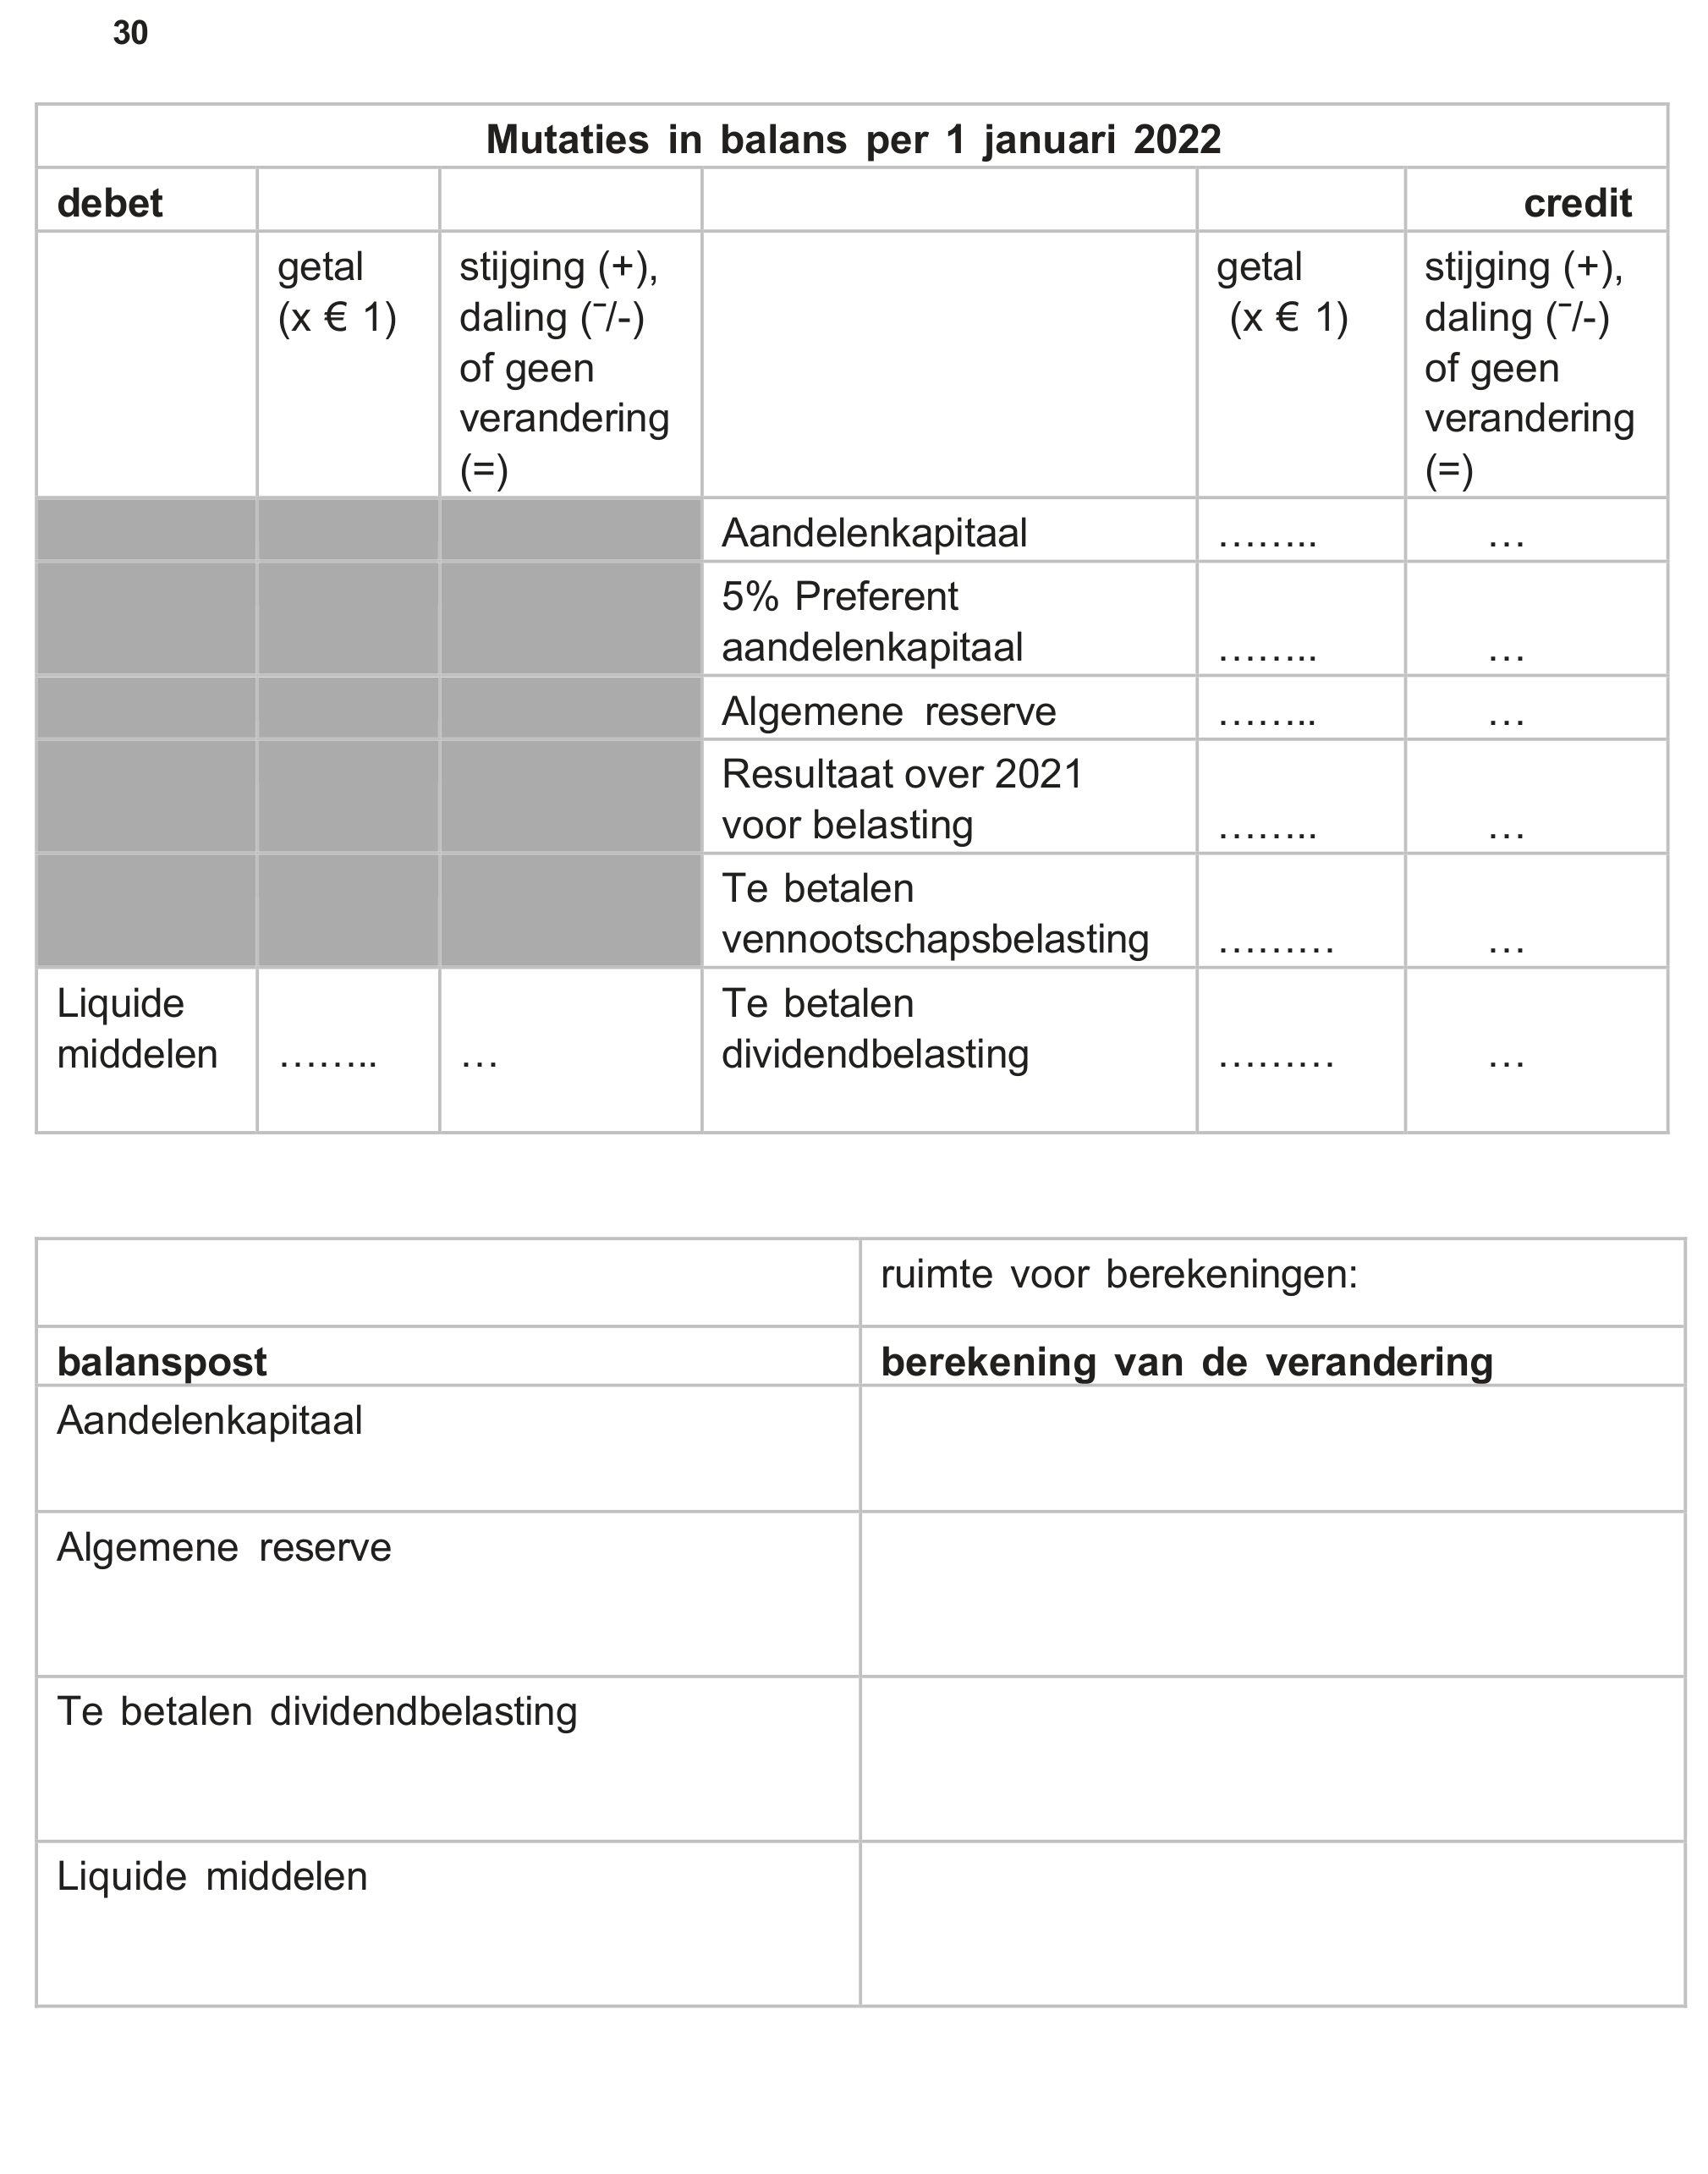 30
Mutaties in balans per 1 januari 2022
debet credit
getal stijging (+), getal stijging (+),
(x € 1) daling (⁻/-) (x € 1) daling (⁻/-)
of geen of geen
verandering verandering
(=) (=)
Aandelenkapitaal …….. …
5% Preferent
aandelenkapitaal …….. …
Algemene reserve …….. …
Resultaat over 2021
voor belasting …….. …
Te betalen
vennootschapsbelasting ……… …
Liquide Te betalen
middelen …….. … dividendbelasting ……… …
ruimte voor berekeningen:
balanspost berekening van de verandering
Aandelenkapitaal
Algemene reserve
Te betalen dividendbelasting
Liquide middelen